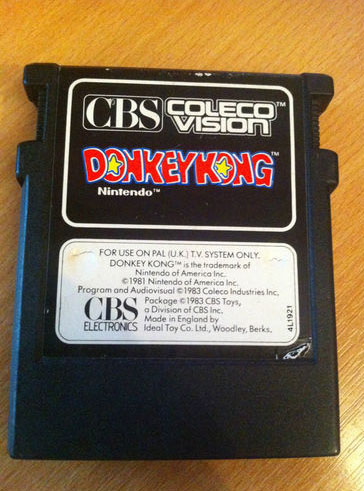 CBS COLECO VISION™
DONKEY KONG™
Nintendo™
FOR USE ON PAL (U.K.) T.V. SYSTEM ONLY.
DONKEY KONG™ is the trademark of
Nintendo of America Inc.
©1981 Nintendo of America Inc.
Program and Audiovisual ©1983 Coleco Industries Inc.
Package ©1983 CBS Toys,
a Division of CBS Inc.
Made in England by
Ideal Toy Co. Ltd., Woodley, Berks.
CBS
ELECTRONICS
4L1921